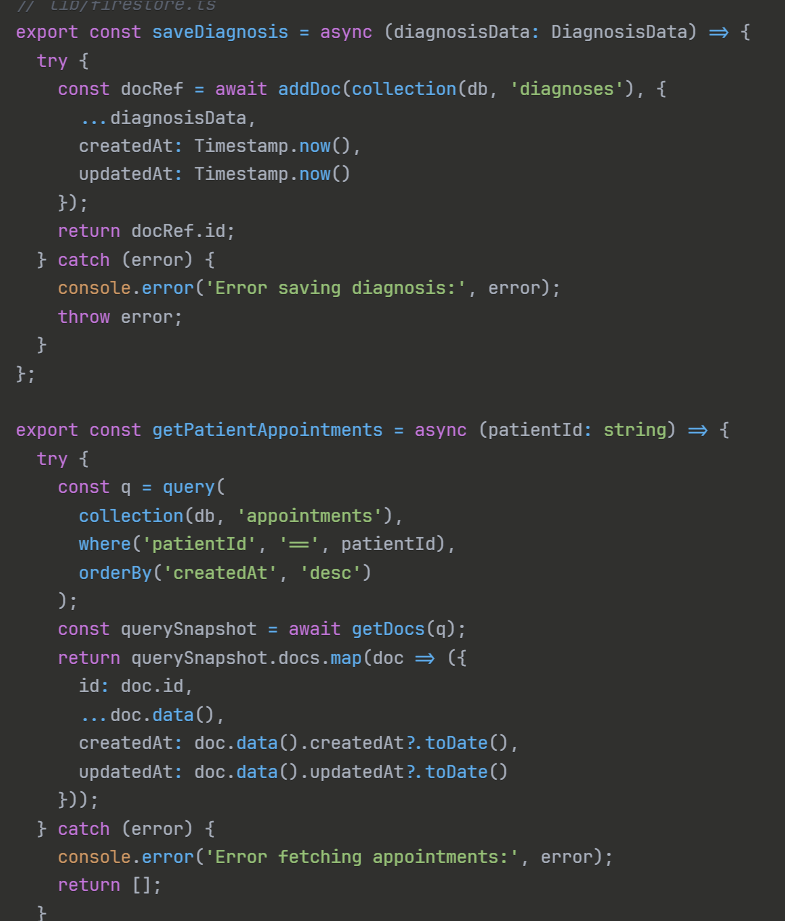 // lib/firestore.ts
export const saveDiagnosis = async (diagnosisData: DiagnosisData) => {
  try {
    const docRef = await addDoc(collection(db, 'diagnoses'), {
      ...diagnosisData,
      createdAt: Timestamp.now(),
      updatedAt: Timestamp.now()
    });
    return docRef.id;
  } catch (error) {
    console.error('Error saving diagnosis:', error);
    throw error;
  }
};

export const getPatientAppointments = async (patientId: string) => {
  try {
    const q = query(
      collection(db, 'appointments'),
      where('patientId', '==', patientId),
      orderBy('createdAt', 'desc')
    );
    const querySnapshot = await getDocs(q);
    return querySnapshot.docs.map(doc => ({
      id: doc.id,
      ...doc.data(),
      createdAt: doc.data().createdAt?.toDate(),
      updatedAt: doc.data().updatedAt?.toDate()
    }));
  } catch (error) {
    console.error('Error fetching appointments:', error);
    return [];
  }